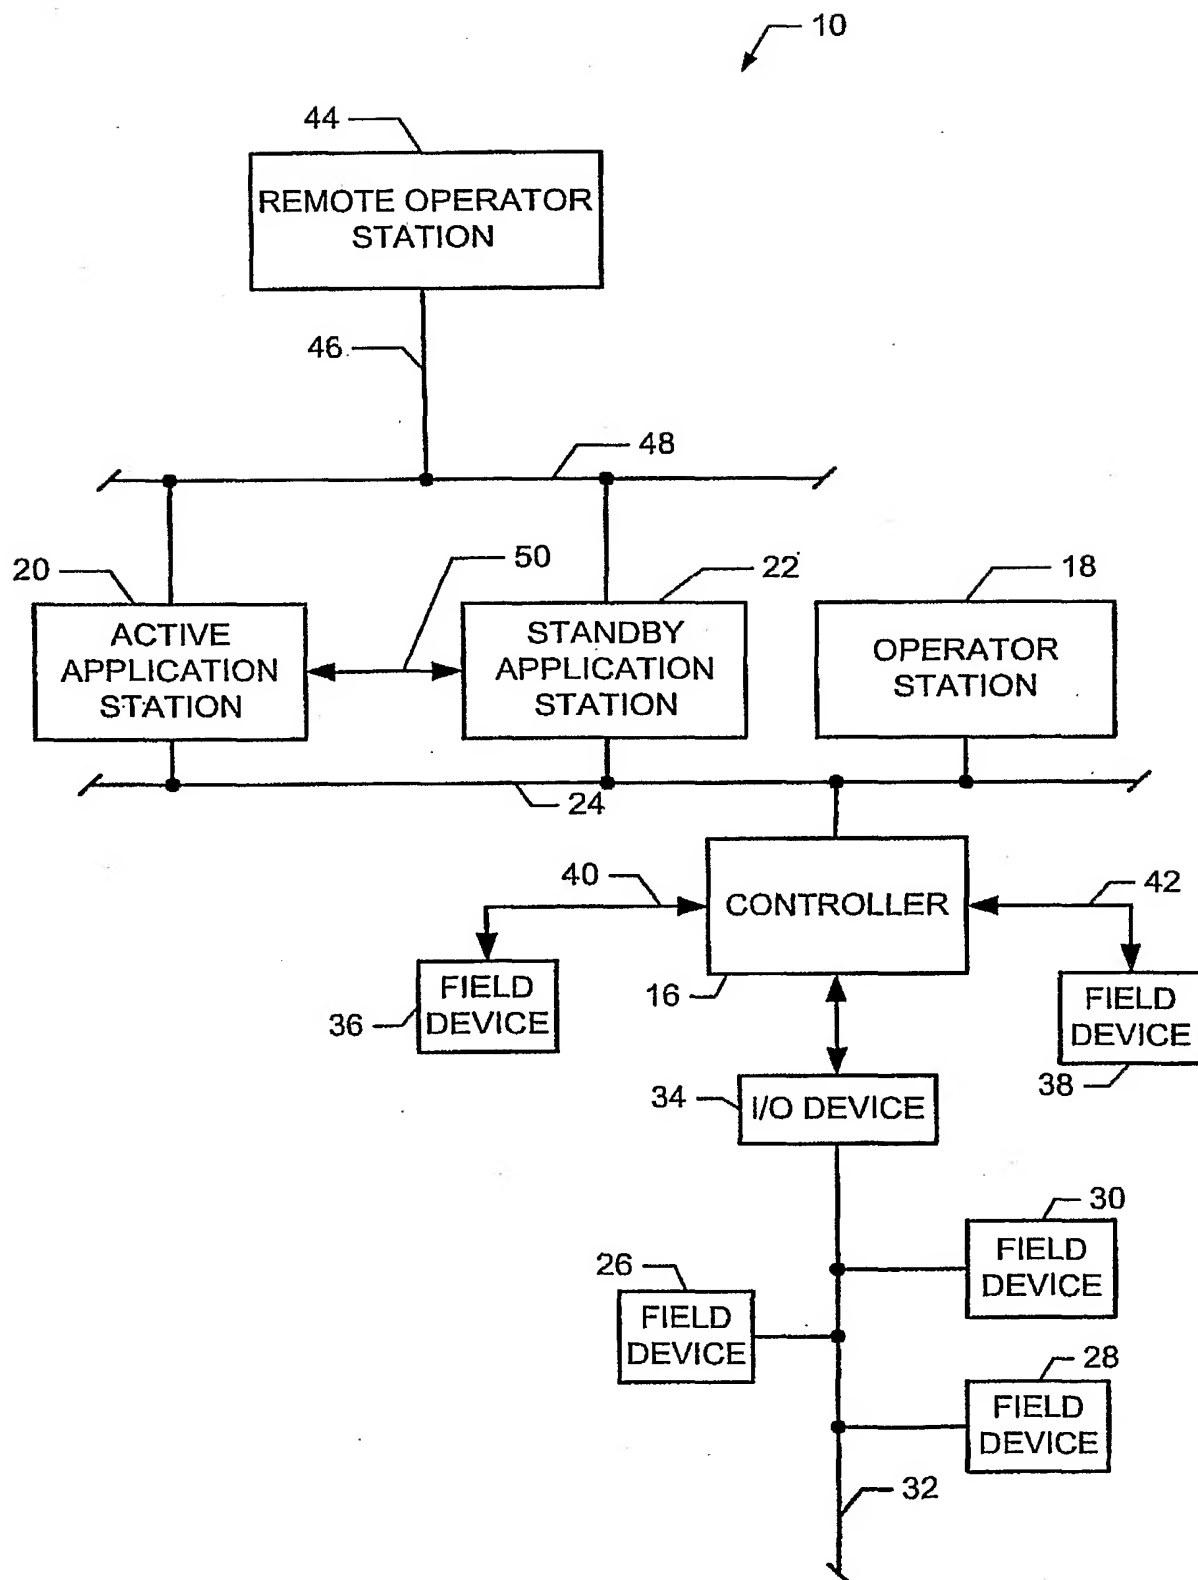 10
44
REMOTE OPERATOR
STATION
46
48
20
50
22
18
ACTIVE
APPLICATION
STATION
STANDBY
APPLICATION
STATION
OPERATOR
STATION
24
40
CONTROLLER
42
36
FIELD
DEVICE
16
FIELD
DEVICE
38
34
I/O DEVICE
30
FIELD
DEVICE
26
FIELD
DEVICE
28
FIELD
DEVICE
32